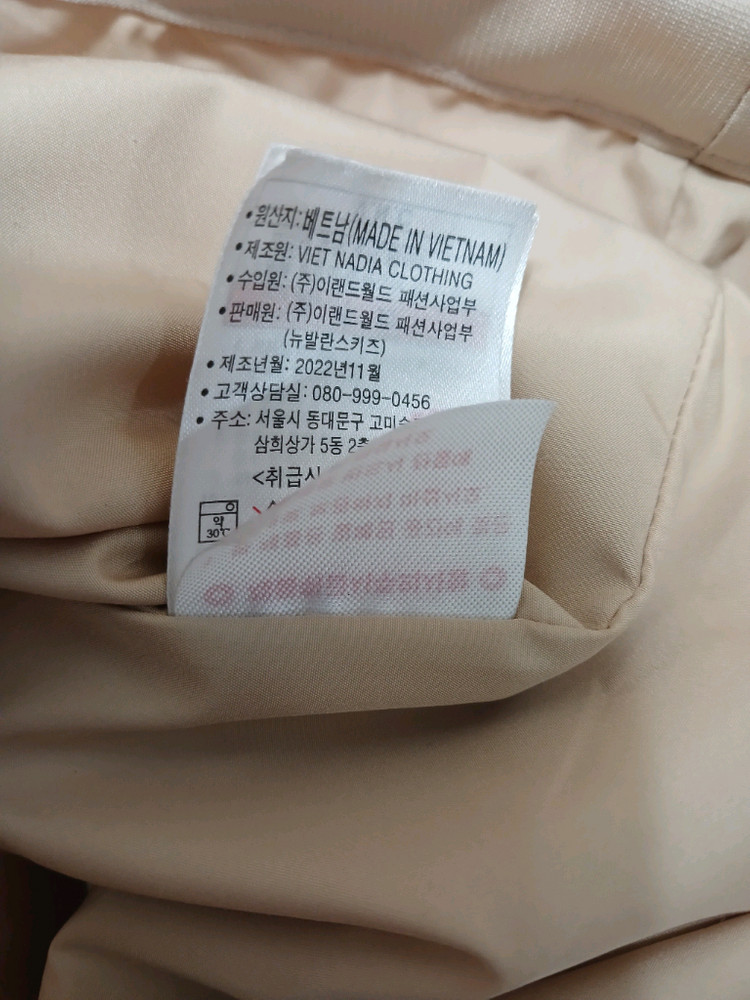 • 원산지: 베트남(MADE IN VIETNAM)
• 제조원: VIET NADIA CLOTHING
• 수입원: (주)이랜드월드 패션사업부
• 판매원: (주)이랜드월드 패션사업부
(뉴발란스키즈)
• 제조년월: 2022년11월
• 고객상담실: 080-999-0456
• 주소: 서울시 동대문구
삼희상가 5동
약
30℃